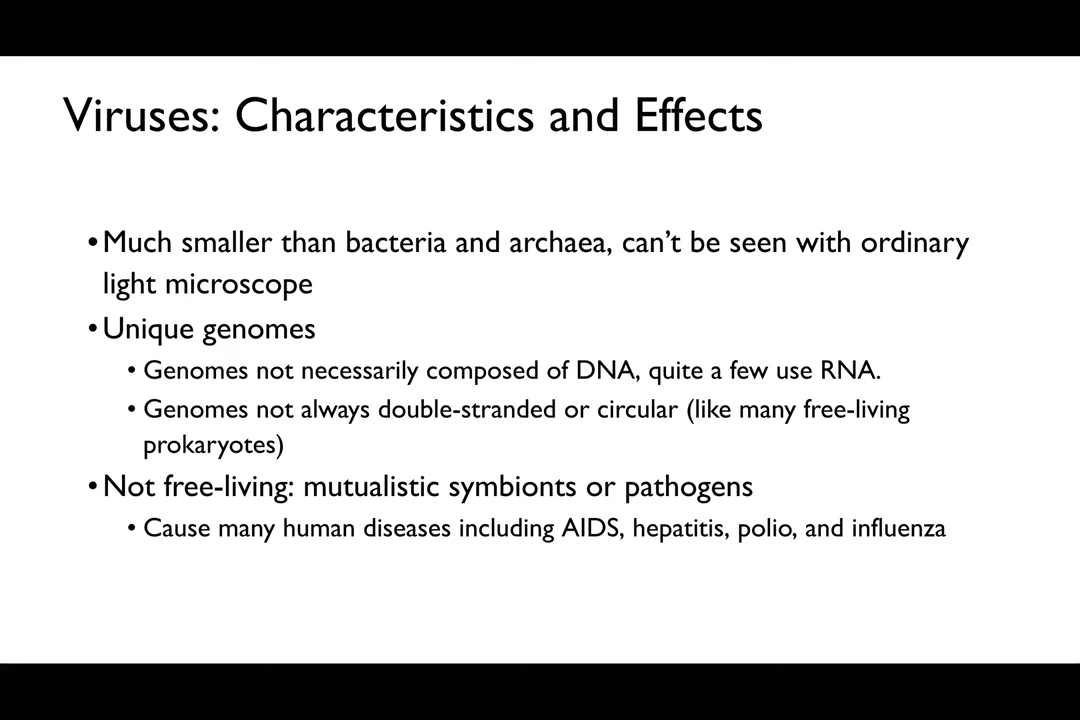 Viruses: Characteristics and Effects
•Much smaller than bacteria and archaea, can’t be seen with ordinary
light microscope
•Unique genomes
• Genomes not necessarily composed of DNA, quite a few use RNA.
• Genomes not always double-stranded or circular (like many free-living
prokaryotes)
•Not free-living: mutualistic symbionts or pathogens
• Cause many human diseases including AIDS, hepatitis, polio, and influenza